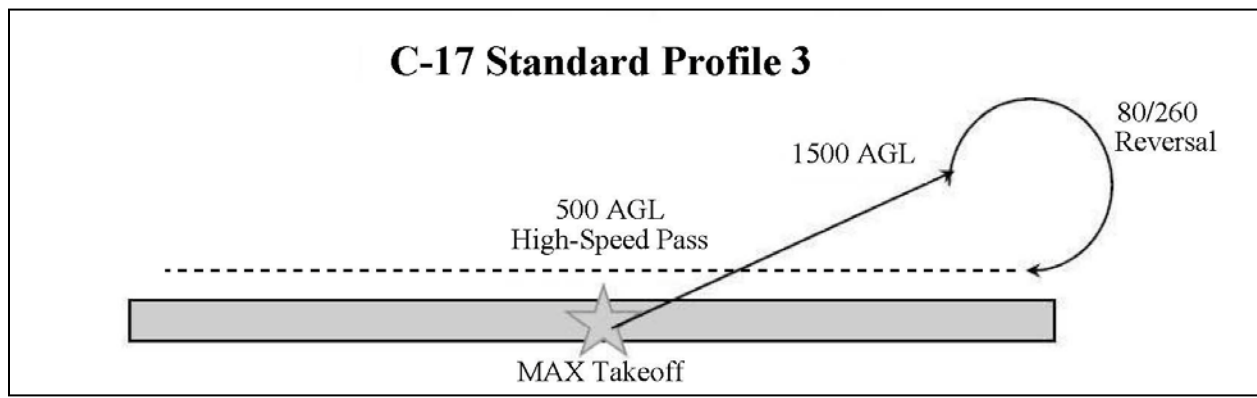 C-17 Standard Profile 3
80/260
Reversal
1500 AGL
500 AGL
High-Speed Pass
MAX Takeoff